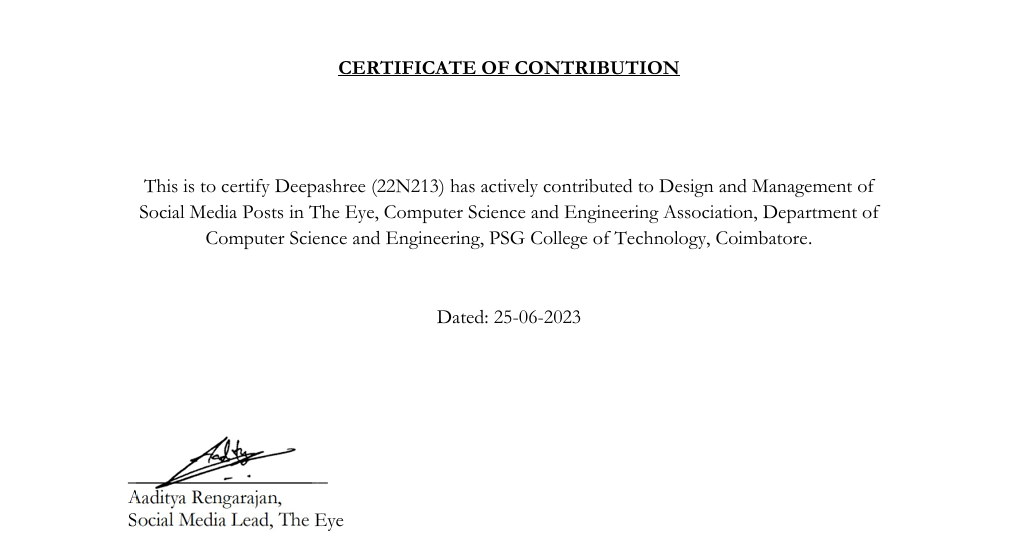 CERTIFICATE OF CONTRIBUTION
This is to certify Deepashree (22N213) has actively contributed to Design and Management of
Social Media Posts in The Eye, Computer Science and Engineering Association, Department of
Computer Science and Engineering, PSG College of Technology, Coimbatore.
Dated: 25-06-2023
Aaditya
Aaditya Rengarajan,
Social Media Lead, The Eye